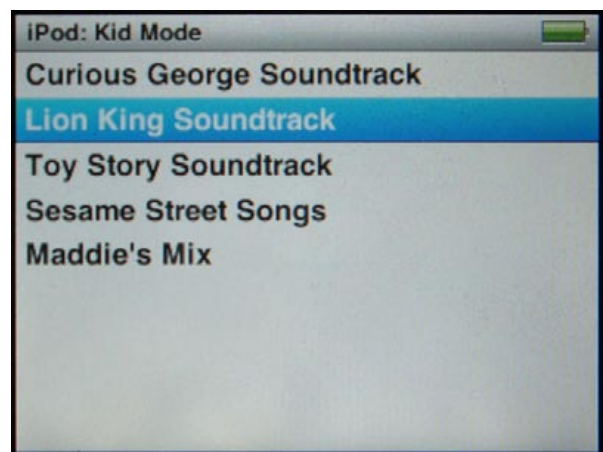 iPod: Kid Mode
Curious George Soundtrack
Lion King Soundtrack
Toy Story Soundtrack
Sesame Street Songs
Maddie's Mix